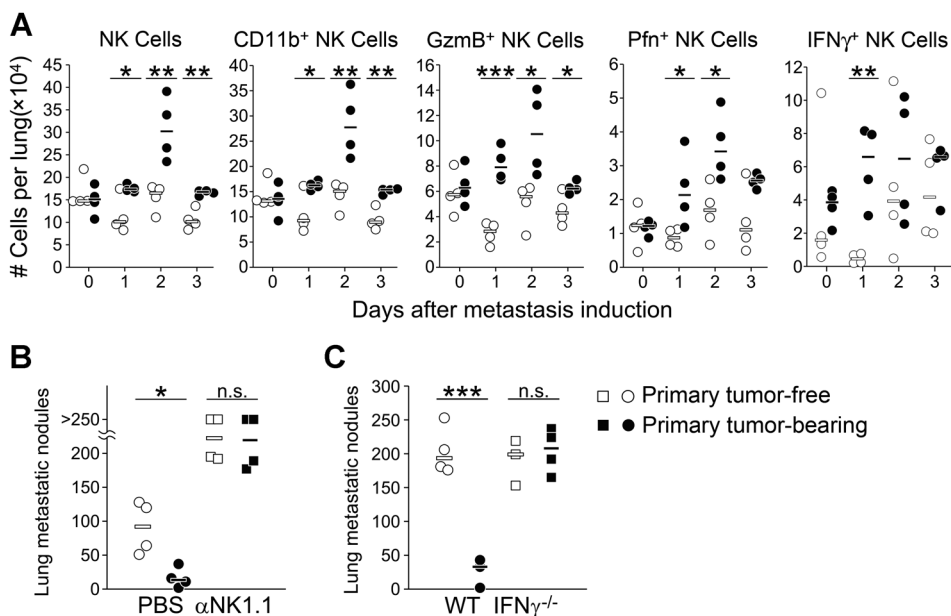 A
NK Cells CD11b⁺ NK Cells GzmB⁺ NK Cells Pfn⁺ NK Cells IFNγ⁺ NK Cells
# Cells per lung(×10⁴)
45
40
35
30
25
20
15
10
5
0
* ** **
0 1 2 3
40
35
30
25
20
15
10
5
0
* ** **
0 1 2 3
16
14
12
10
8
6
4
2
0
*** * *
0 1 2 3
6
5
4
3
2
1
0
* *
0 1 2 3
12
10
8
6
4
2
0
**
0 1 2 3
Days after metastasis induction
B
Lung metastatic nodules
>250
200
150
100
50
0
* n.s.
PBS αNK1.1
C
Lung metastatic nodules
300
250
200
150
100
50
0
*** n.s.
WT IFNγ⁻/⁻
Primary tumor-free
Primary tumor-bearing